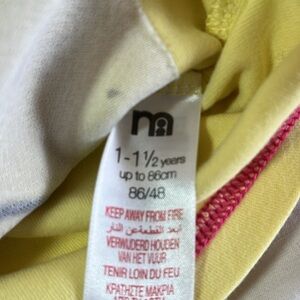 1-1½ years
up to 86cm
86/48
KEEP AWAY FROM FIRE
أبعد القطعة عن النار
VERWIJDERD HOUDEN
VAN HET VUUR
TENIR LOIN DU FEU
ΚΡΑΤΗΣΤΕ ΜΑΚΡΙΑ